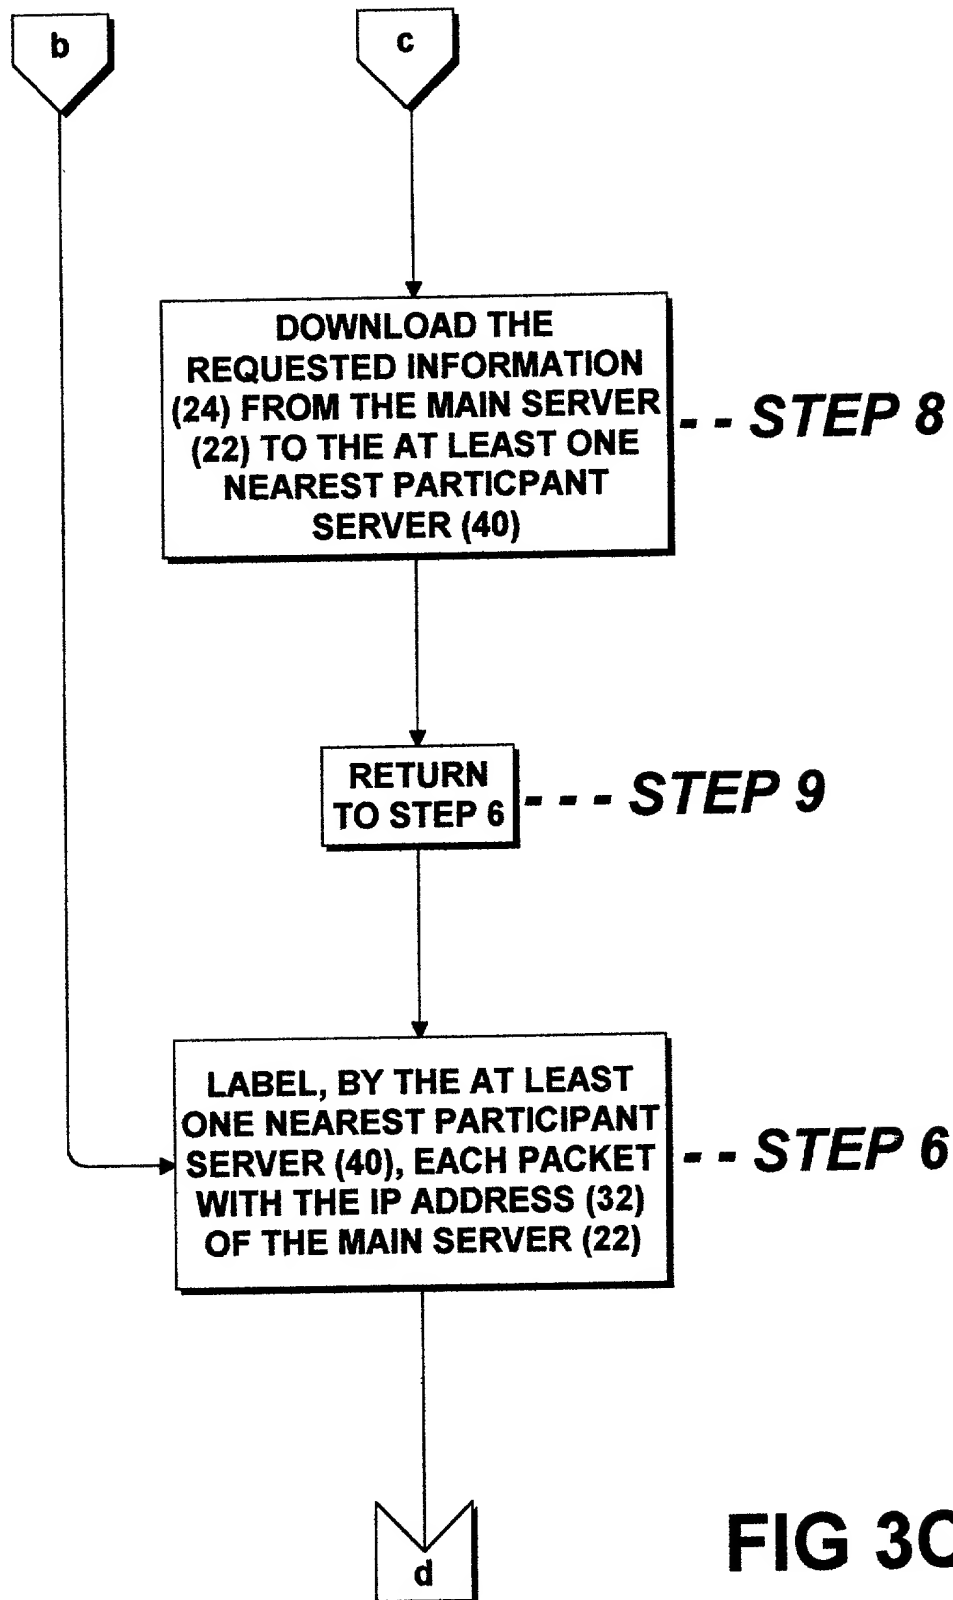 b
c
DOWNLOAD THE
REQUESTED INFORMATION
(24) FROM THE MAIN SERVER
(22) TO THE AT LEAST ONE
NEAREST PARTICPANT
SERVER (40)
-- STEP 8
RETURN
TO STEP 6
--- STEP 9
LABEL, BY THE AT LEAST
ONE NEAREST PARTICIPANT
SERVER (40), EACH PACKET
WITH THE IP ADDRESS (32)
OF THE MAIN SERVER (22)
-- STEP 6
d
FIG 3C